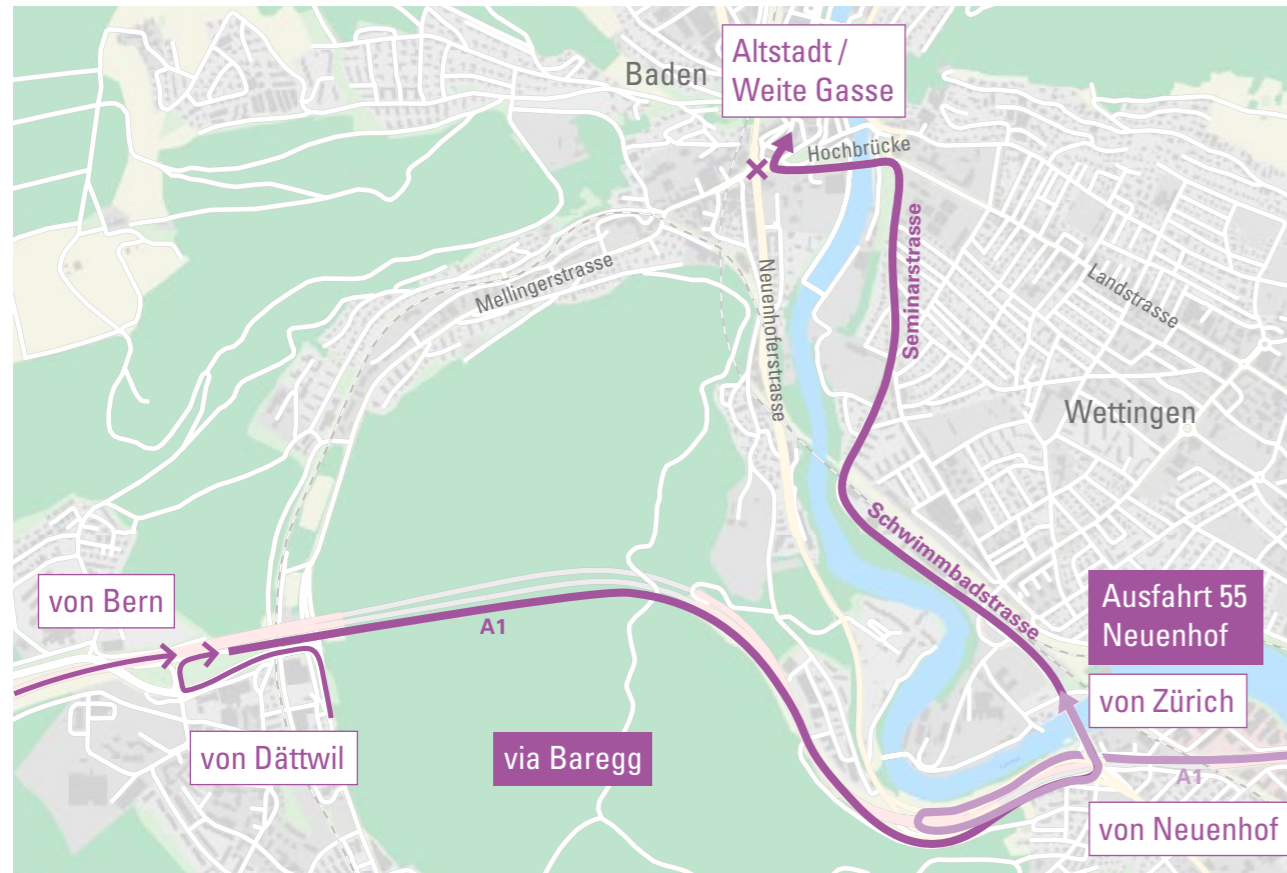 Baden
Altstadt /
Weite Gasse
Hochbrücke
Mellingerstrasse
Neuenhoferstrasse
Seminarstrasse
Landstrasse
Wettingen
Schwimmbadstrasse
von Bern
A1
Ausfahrt 55
Neuenhof
von Zürich
von Dättwil
via Baregg
A1
von Neuenhof